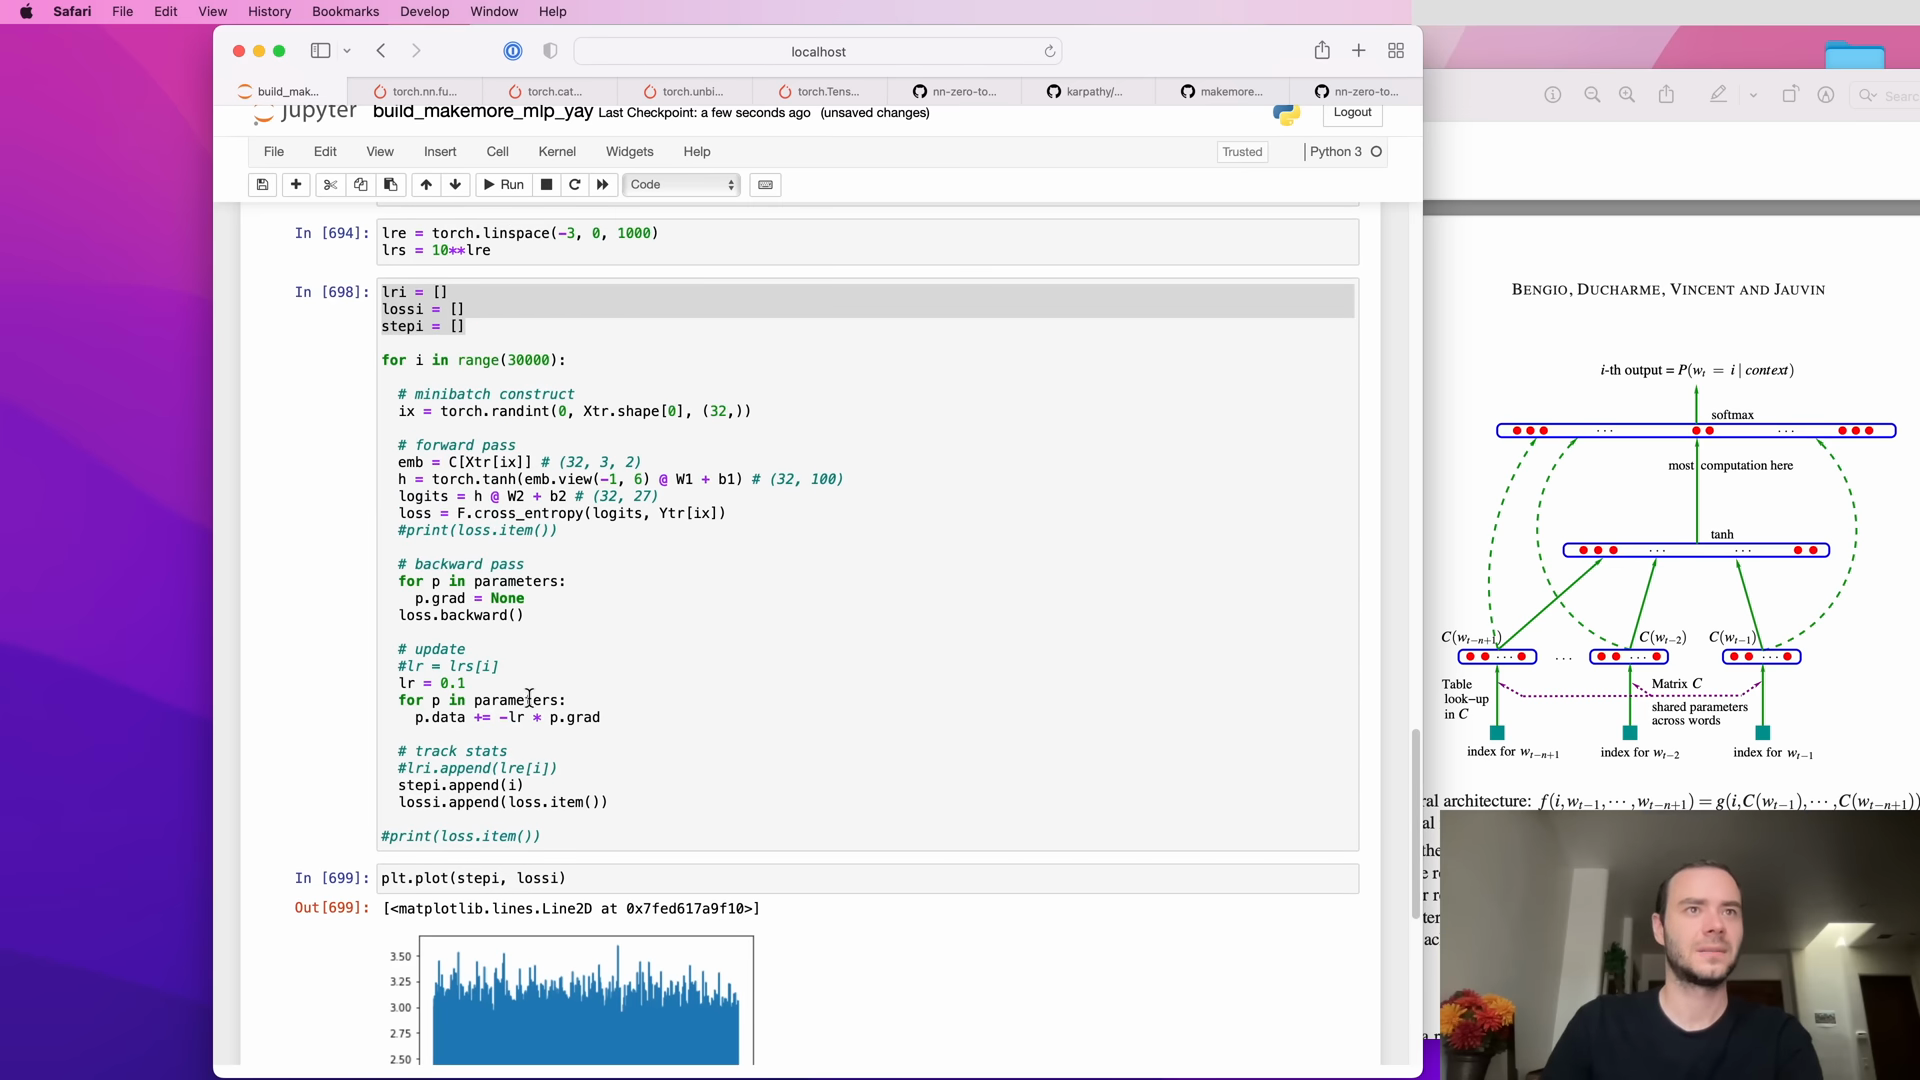 Safari File Edit View History Bookmarks Develop Window Help
localhost
build_mak... torch.nn.fu... torch.cat... torch.unbi... torch.Tens... nn-zero-to... karpathy/... makemore... nn-zero-to...
jupyter build_makemore_mlp_yay Last Checkpoint: a few seconds ago (unsaved changes) Logout
File Edit View Insert Cell Kernel Widgets Help Trusted Python 3
Run Code
In [694]: lre = torch.linspace(-3, 0, 1000)
lrs = 10**lre
In [698]: lri = []
lossi = []
stepi = []
for i in range(30000):
# minibatch construct
ix = torch.randint(0, Xtr.shape[0], (32,))
# forward pass
emb = C[Xtr[ix]] # (32, 3, 2)
h = torch.tanh(emb.view(-1, 6) @ W1 + b1) # (32, 100)
logits = h @ W2 + b2 # (32, 27)
loss = F.cross_entropy(logits, Ytr[ix])
#print(loss.item())
# backward pass
for p in parameters:
p.grad = None
loss.backward()
# update
#lr = lrs[i]
lr = 0.1
for p in parameters:
p.data += -lr * p.grad
# track stats
#lri.append(lre[i])
stepi.append(i)
lossi.append(loss.item())
#print(loss.item())
In [699]: plt.plot(stepi, lossi)
Out[699]: [<matplotlib.lines.Line2D at 0x7fed617a9f10>]
3.50
3.25
3.00
2.75
2.50
Search
BENGIO, DUCHARME, VINCENT AND JAUVIN
i-th output = P(w_t = i | context)
softmax
. . .
. . .
most computation here
tanh
. . .
. . .
C(w_{t−n+1}) C(w_{t−2}) C(w_{t−1})
. . .
Table
look−up
in C
Matrix C
shared parameters
across words
index for w_{t−n+1} index for w_{t−2} index for w_{t−1}
ral architecture: f(i, w_{t−1}, ⋯, w_{t−n+1}) = g(i, C(w_{t−1}), ⋯, C(w_{t−n+1}))
al
the